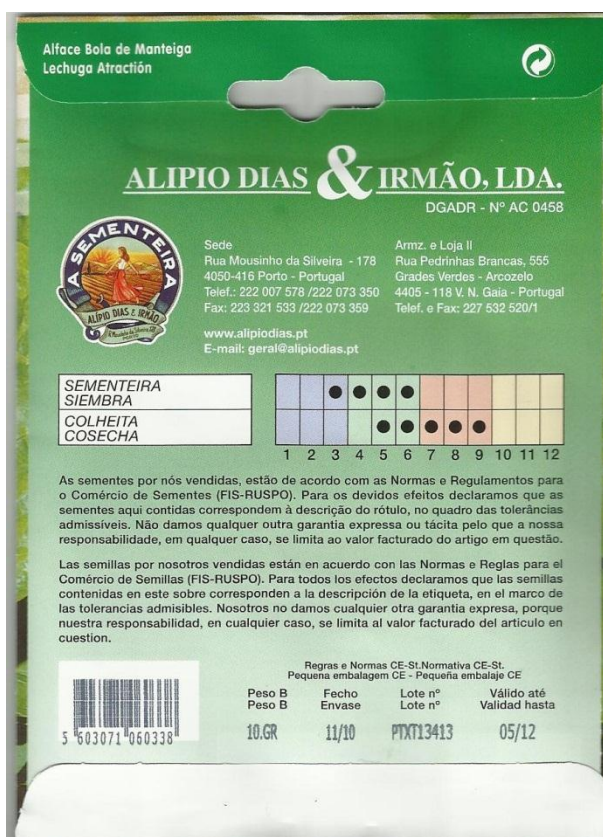 Alface Bola de Manteiga
Lechuga Atractión
ALIPIO DIAS & IRMÃO, LDA.
DGADR - Nº AC 0458
A SEMENTEIRA
ALÍPIO DIAS & IRMÃO
PORTO
Sede
Rua Mousinho da Silveira - 178
4050-416 Porto - Portugal
Telef.: 222 007 578 /222 073 350
Fax: 223 321 533 /222 073 359
www.alipiodias.pt
E-mail: geral@alipiodias.pt
Armz. e Loja II
Rua Pedrinhas Brancas, 555
Grades Verdes - Arcozelo
4405 - 118 V. N. Gaia - Portugal
Telef. e Fax: 227 532 520/1
SEMENTEIRA
SIEMBRA
COLHEITA
COSECHA
1 2 3 4 5 6 7 8 9 10 11 12
As sementes por nós vendidas, estão de acordo com as Normas e Regulamentos para
o Comércio de Sementes (FIS-RUSPO). Para os devidos efeitos declaramos que as
sementes aqui contidas correspondem à descrição do rótulo, no quadro das tolerâncias
admissíveis. Não damos qualquer outra garantia expressa ou tácita pelo que a nossa
responsabilidade, em qualquer caso, se limita ao valor facturado do artigo em questão.
Las semillas por nosotros vendidas están en acuerdo con las Normas e Reglas para el
Comércio de Semillas (FIS-RUSPO). Para todos los efectos declaramos que las semillas
contenidas en este sobre corresponden a la descripción de la etiqueta, en el marco de
las tolerancias admisibles. Nosotros no damos cualquier otra garantia expresa, porque
nuestra responsabilidad, en cualquier caso, se limita al valor facturado del artículo en
cuestion.
Regras e Normas CE-St.Normativa CE-St.
Pequena embalagem CE - Pequeña embalaje CE
Peso B Fecho Lote nº Válido até
Peso B Envase Lote nº Validad hasta
10.GR 11/10 PTXT13413 05/12
5 603071 060338